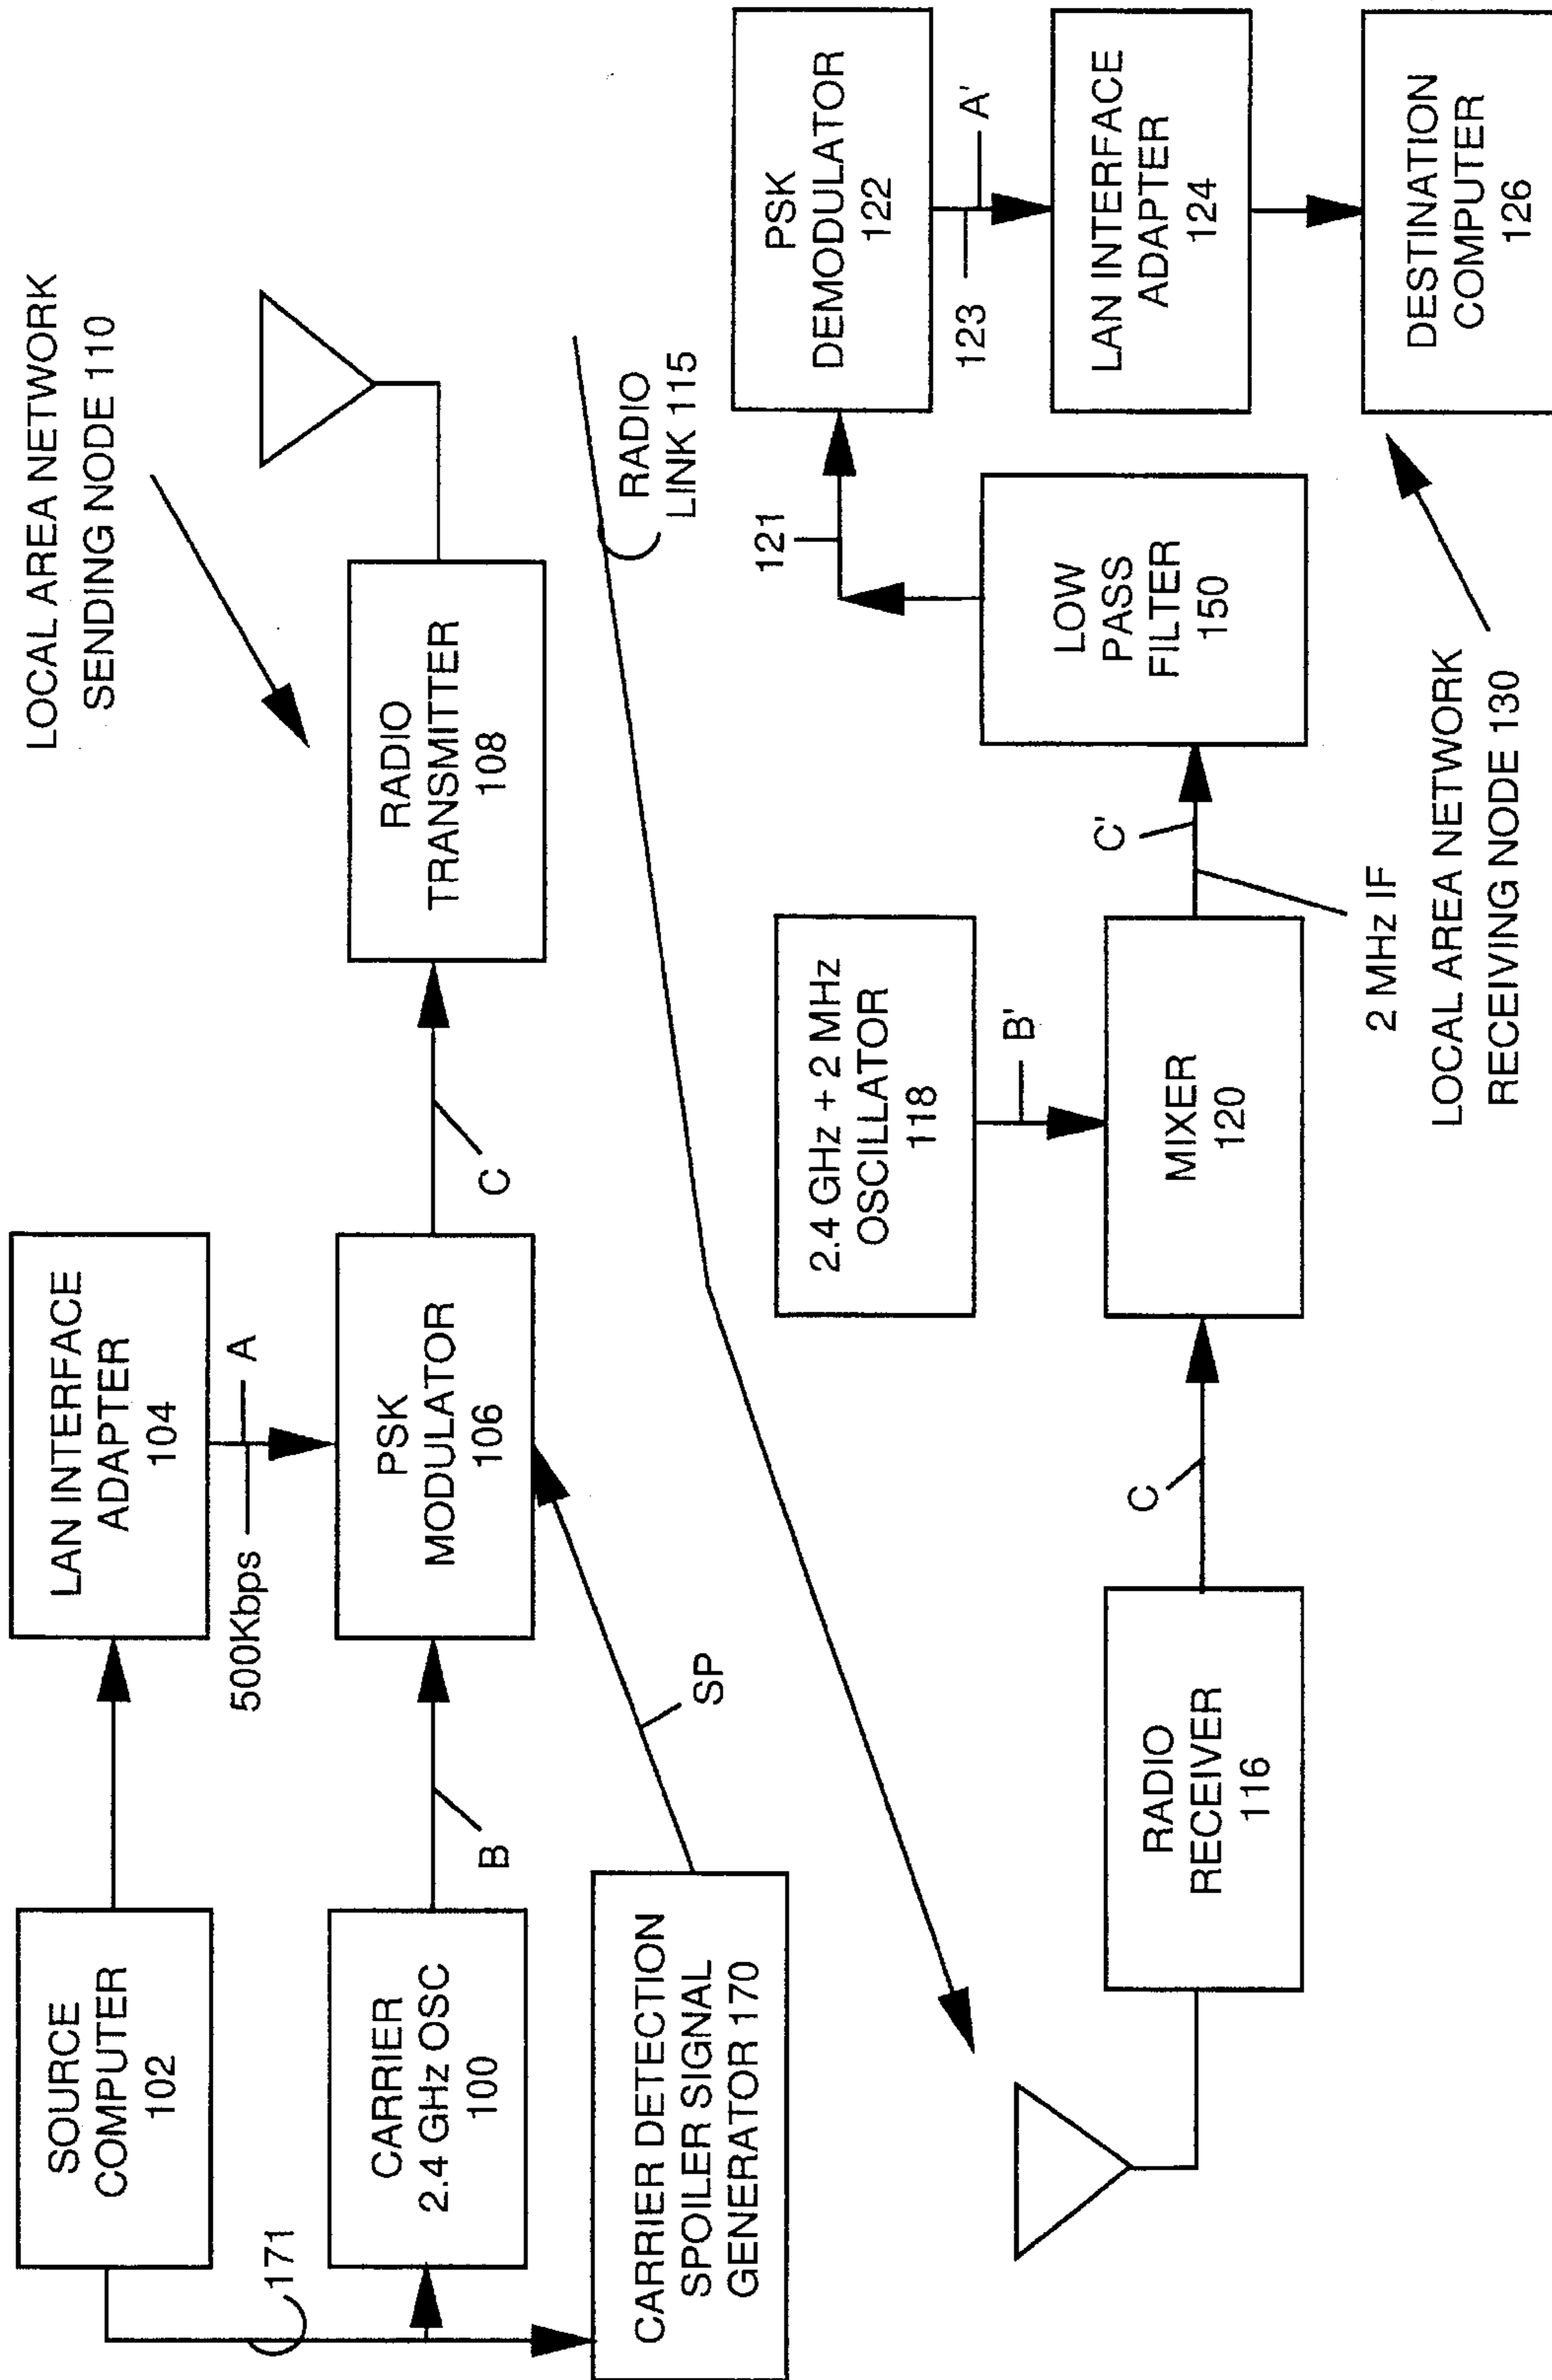 LOCAL AREA NETWORK
SENDING NODE 110
SOURCE
COMPUTER
102
LAN INTERFACE
ADAPTER
104
171
500Kbps
A
CARRIER
2.4 GHz OSC
100
B
PSK
MODULATOR
106
C
RADIO
TRANSMITTER
108
CARRIER DETECTION
SPOILER SIGNAL
GENERATOR 170
SP
RADIO
LINK 115
2.4 GHz + 2 MHz
OSCILLATOR
118
B'
RADIO
RECEIVER
116
C
MIXER
120
C'
2 MHz IF
LOW
PASS
FILTER
150
121
PSK
DEMODULATOR
122
123
A'
LAN INTERFACE
ADAPTER
124
DESTINATION
COMPUTER
126
LOCAL AREA NETWORK
RECEIVING NODE 130